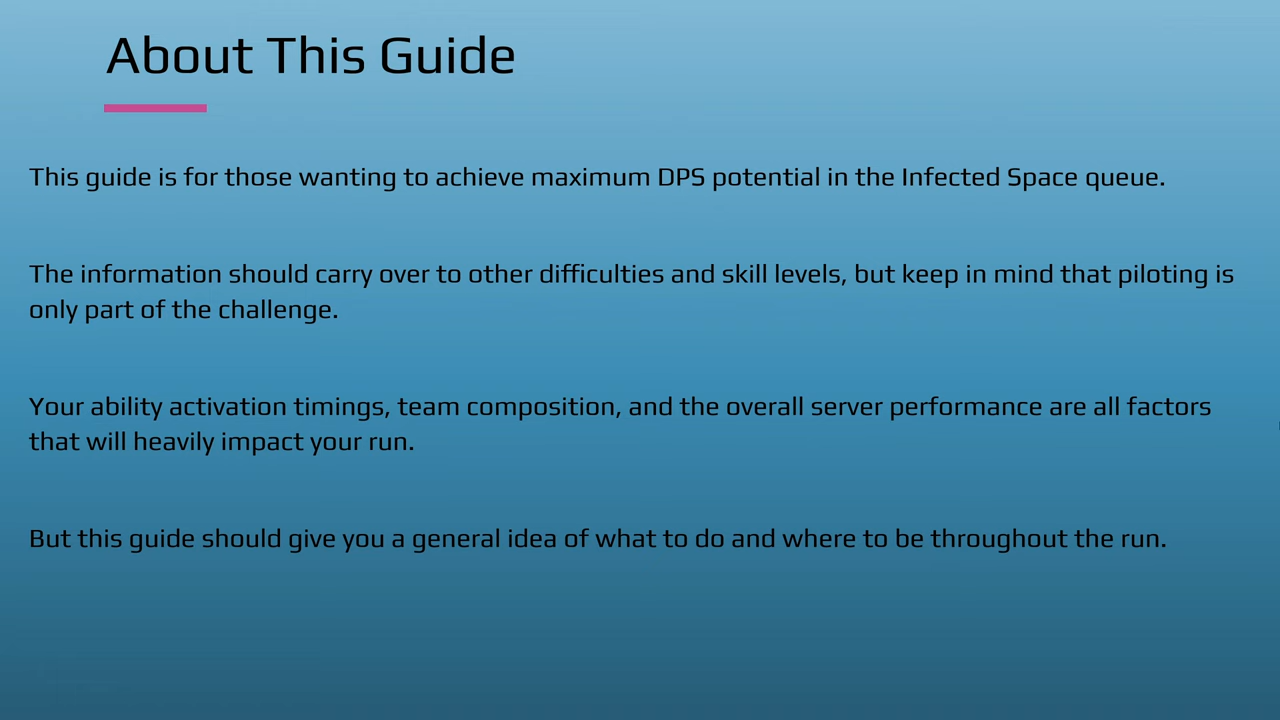 About This Guide
This guide is for those wanting to achieve maximum DPS potential in the Infected Space queue.
The information should carry over to other difficulties and skill levels, but keep in mind that piloting is
only part of the challenge.
Your ability activation timings, team composition, and the overall server performance are all factors
that will heavily impact your run.
But this guide should give you a general idea of what to do and where to be throughout the run.